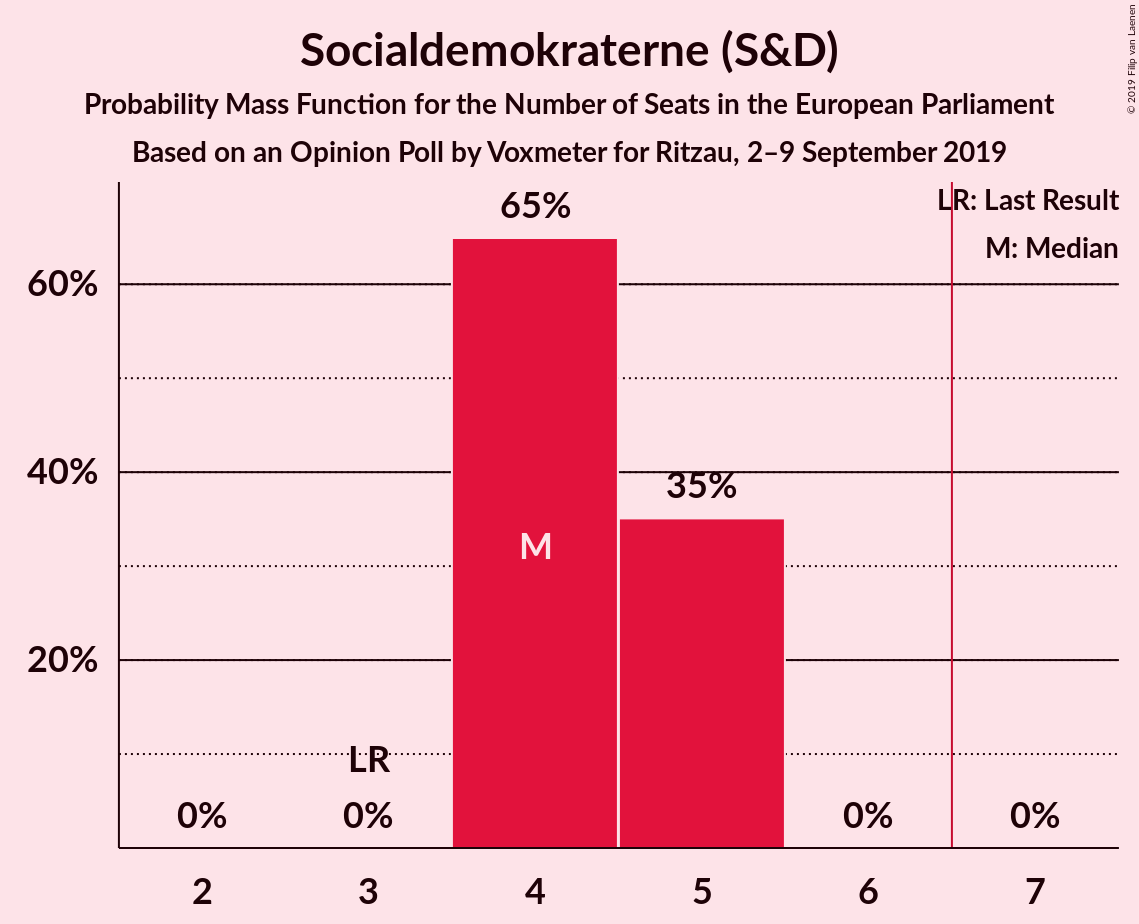 Socialdemokraterne (S&D)
Probability Mass Function for the Number of Seats in the European Parliament
Based on an Opinion Poll by Voxmeter for Ritzau, 2–9 September 2019
© 2019 Filip van Laenen
LR: Last Result
M: Median
65%
60%
40%
35%
M
20%
LR
0% 0% 0% 0%
2 3 4 5 6 7